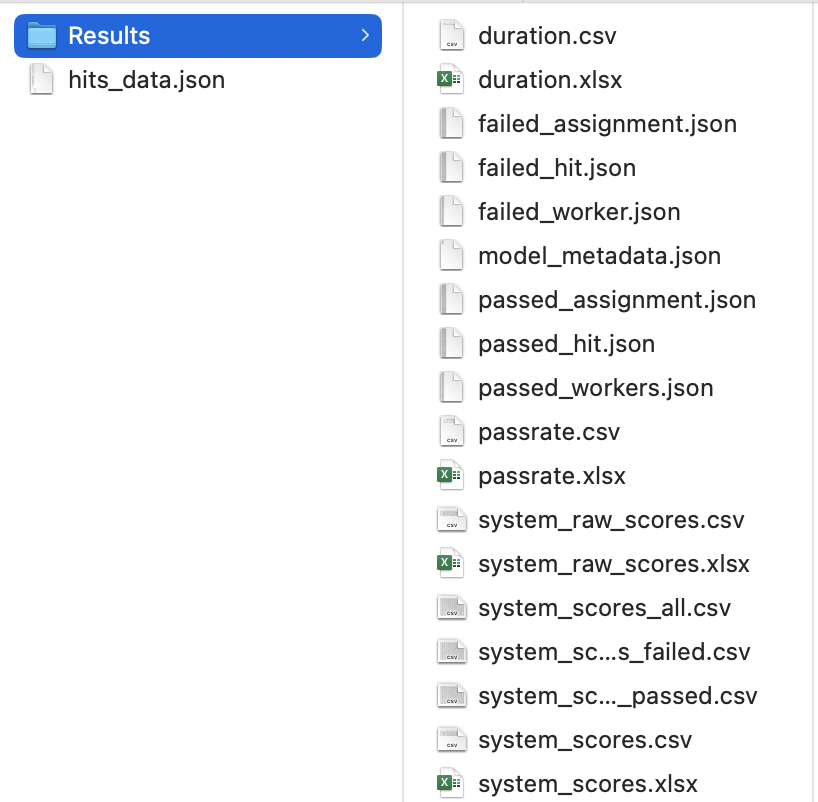 Results
hits_data.json
duration.csv
duration.xlsx
failed_assignment.json
failed_hit.json
failed_worker.json
model_metadata.json
passed_assignment.json
passed_hit.json
passed_workers.json
passrate.csv
passrate.xlsx
system_raw_scores.csv
system_raw_scores.xlsx
system_scores_all.csv
system_sc...s_failed.csv
system_sc..._passed.csv
system_scores.csv
system_scores.xlsx